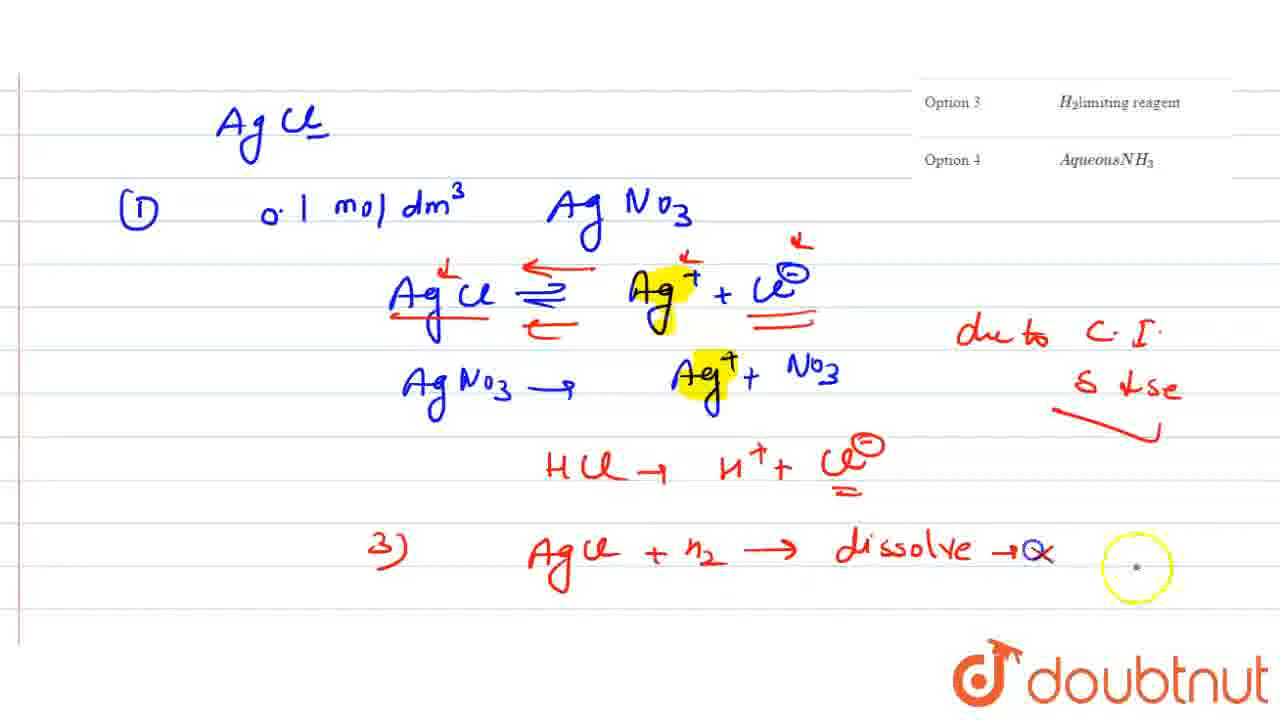 Option 3 H₂limiting reagent
Option 4 AqueousNH₃
AgCl
① 0.1 mol dm³ AgNO₃
AgCl ⇌ Ag⁺ + Cl⊖
AgNO₃ → Ag⁺ + NO₃
due to C.I.
S ↓se
HCl → H⁺ + Cl⊖
3) AgCl + H₂ → dissolve → x
doubtnut